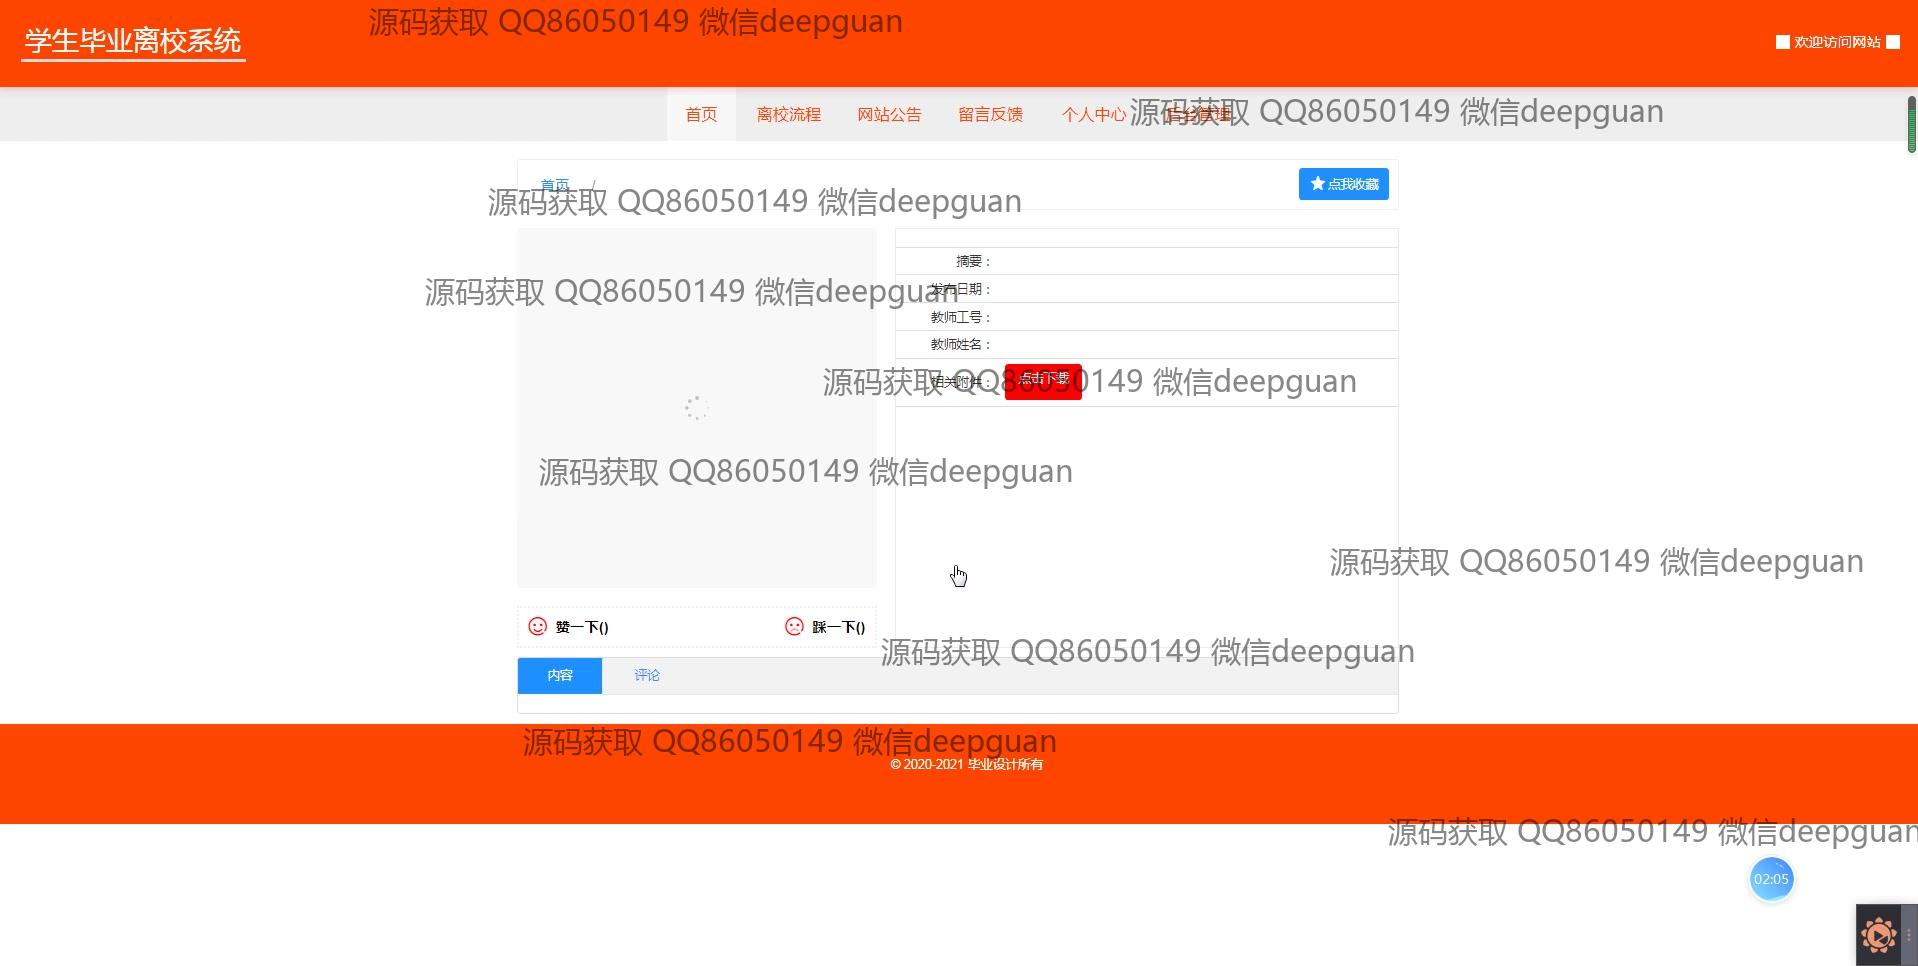 源码获取 QQ86050149 微信deepguan
学生毕业离校系统
欢迎访问网站
首页 离校流程 网站公告 留言反馈 个人中心 后台管理
源码获取 QQ86050149 微信deepguan
首页 /
点我收藏
源码获取 QQ86050149 微信deepguan
摘要：
源码获取 QQ86050149 微信deepguan
发布日期：
教师工号：
教师姓名：
相关附件： 点击下载
源码获取 QQ86050149 微信deepguan
源码获取 QQ86050149 微信deepguan
源码获取 QQ86050149 微信deepguan
赞一下() 踩一下()
源码获取 QQ86050149 微信deepguan
内容 评论
源码获取 QQ86050149 微信deepguan
© 2020-2021 毕业设计所有
源码获取 QQ86050149 微信deepguan
02:05